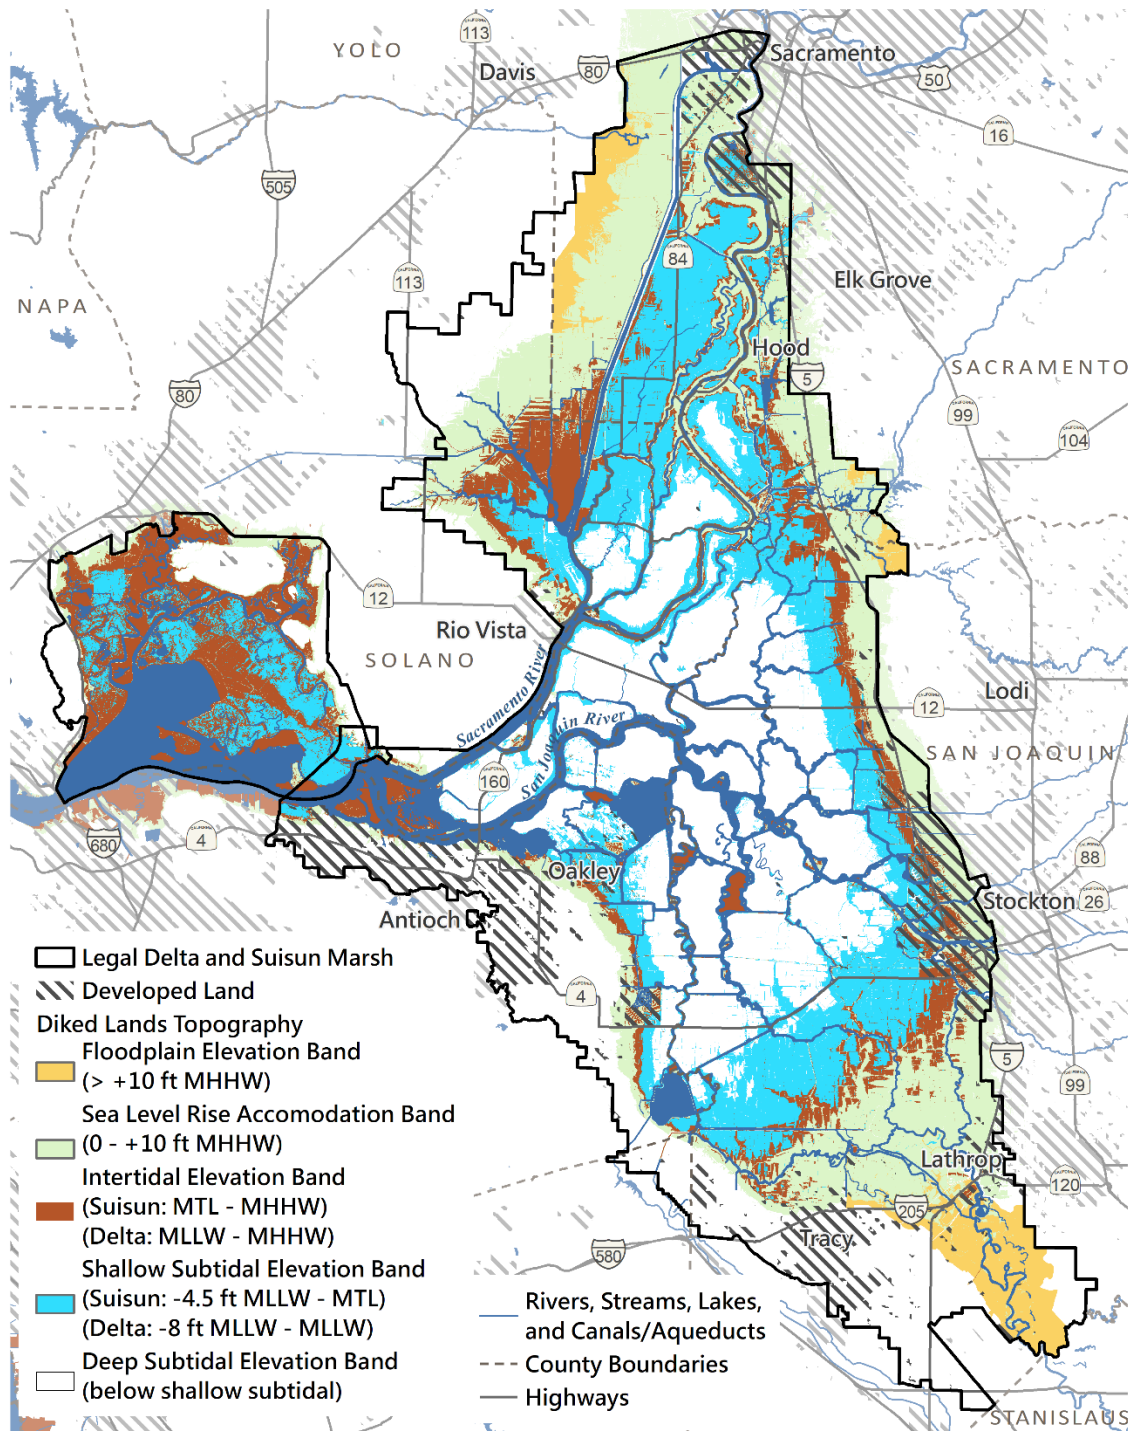 YOLO
113
Davis
80
Sacramento
50
16
505
84
CALIFORNIA
113
Elk Grove
NAPA
Hood
5
SACRAMENTO
80
99
104
12
Rio Vista
SOLANO
Sacramento River
Lodi
12
San Joaquin River
SAN JOAQUIN
160
680
4
88
Oakley
Stockton
26
Antioch
4
5
99
Lathrop
120
205
Tracy
580
STANISLAUS
Legal Delta and Suisun Marsh
Developed Land
Diked Lands Topography
Floodplain Elevation Band
(> +10 ft MHHW)
Sea Level Rise Accomodation Band
(0 - +10 ft MHHW)
Intertidal Elevation Band
(Suisun: MTL - MHHW)
(Delta: MLLW - MHHW)
Shallow Subtidal Elevation Band
(Suisun: -4.5 ft MLLW - MTL)
(Delta: -8 ft MLLW - MLLW)
Deep Subtidal Elevation Band
(below shallow subtidal)
Rivers, Streams, Lakes,
and Canals/Aqueducts
County Boundaries
Highways